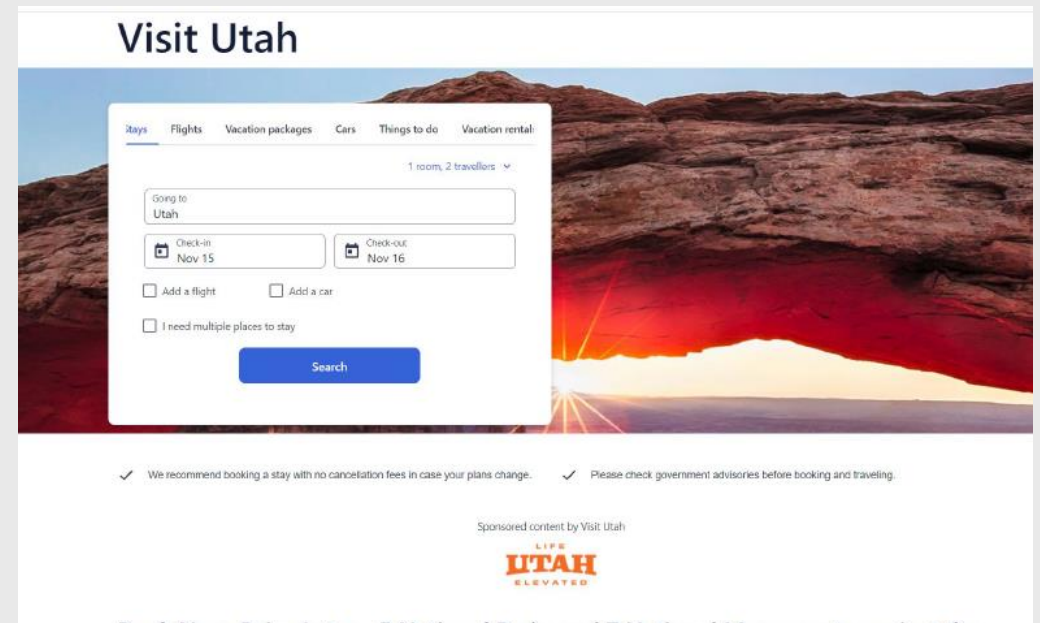 Visit Utah
Stays Flights Vacation packages Cars Things to do Vacation rental
1 room, 2 travellers
Going to
Utah
Check-in Check-out
Nov 15 Nov 16
Add a flight Add a car
I need multiple places to stay
Search
We recommend booking a stay with no cancellation fees in case your plans change. Please check government advisories before booking and traveling.
Sponsored content by Visit Utah
LIFE
UTAH
ELEVATED